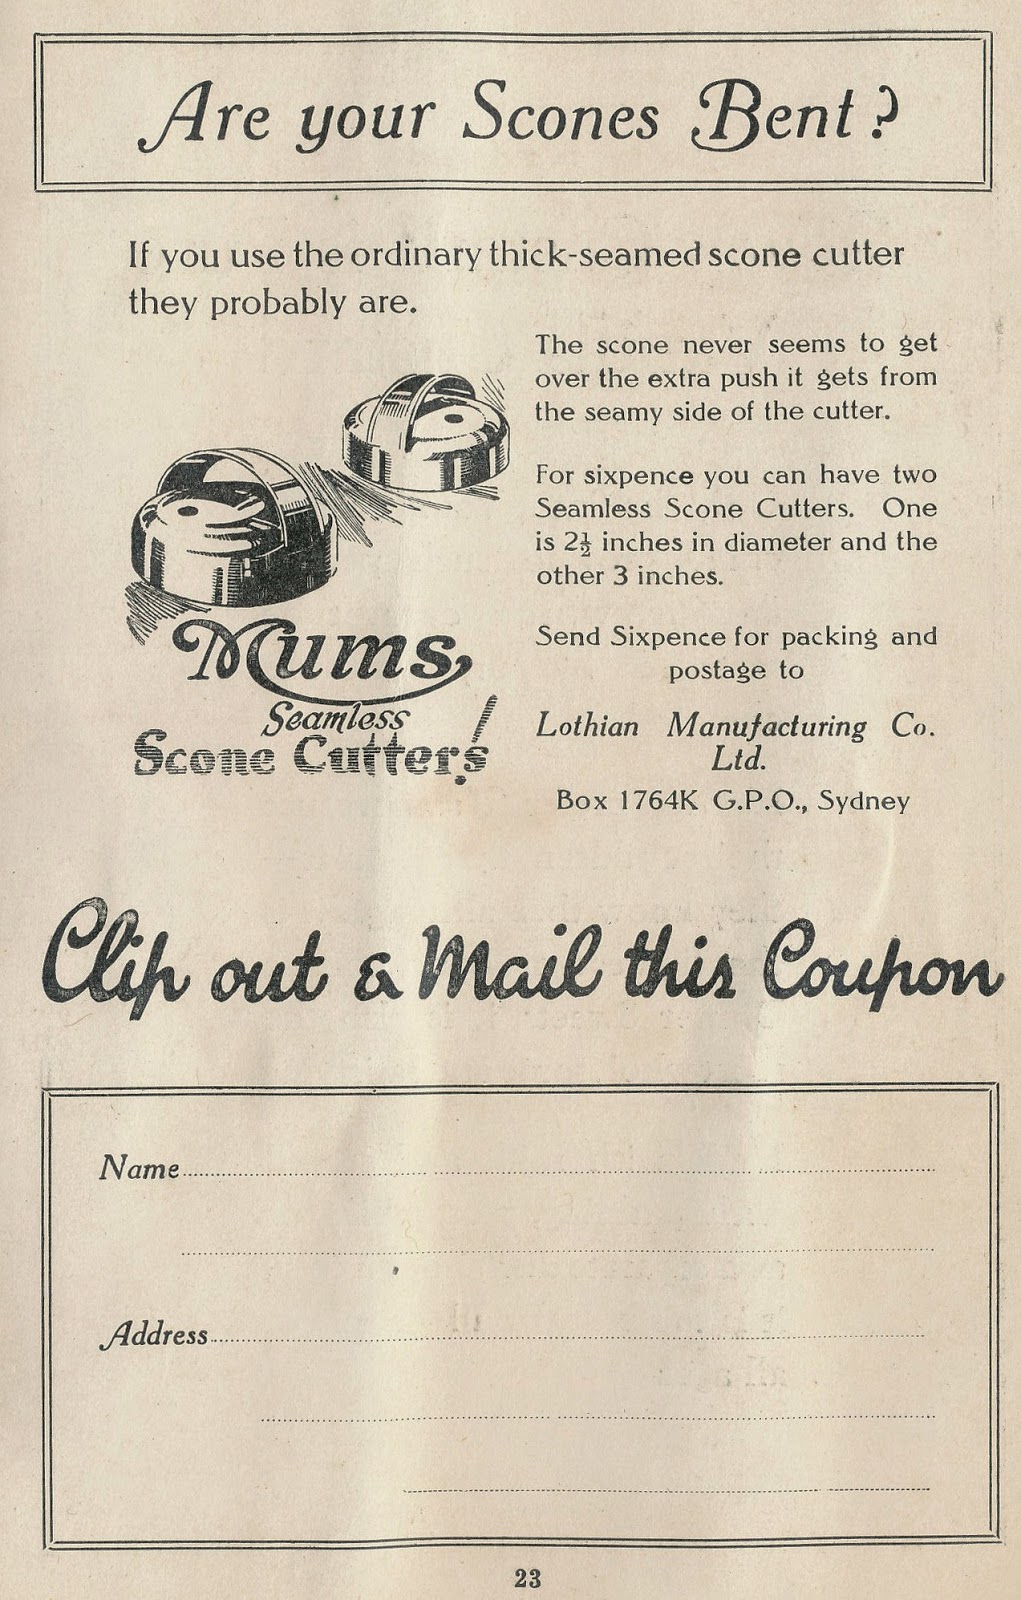 Are your Scones Bent?
If you use the ordinary thick-seamed scone cutter
they probably are.
The scone never seems to get
over the extra push it gets from
the seamy side of the cutter.
For sixpence you can have two
Seamless Scone Cutters. One
is 2½ inches in diameter and the
other 3 inches.
Send Sixpence for packing and
postage to
Lothian Manufacturing Co.
Ltd.
Box 1764K G.P.O., Sydney
Mums
Seamless
Scone Cutters!
Clip out & Mail this Coupon
Name
Address
23